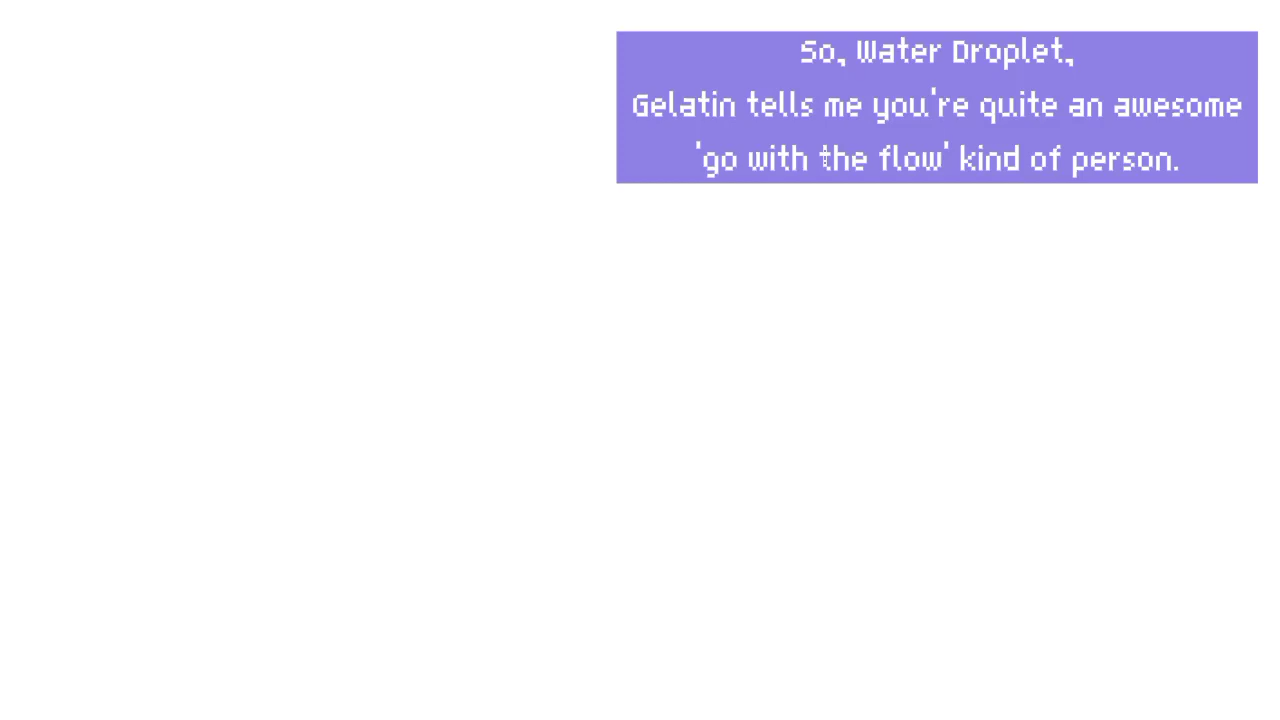 So, Water Droplet,
Gelatin tells me you're quite an awesome
'go with the flow' kind of person.